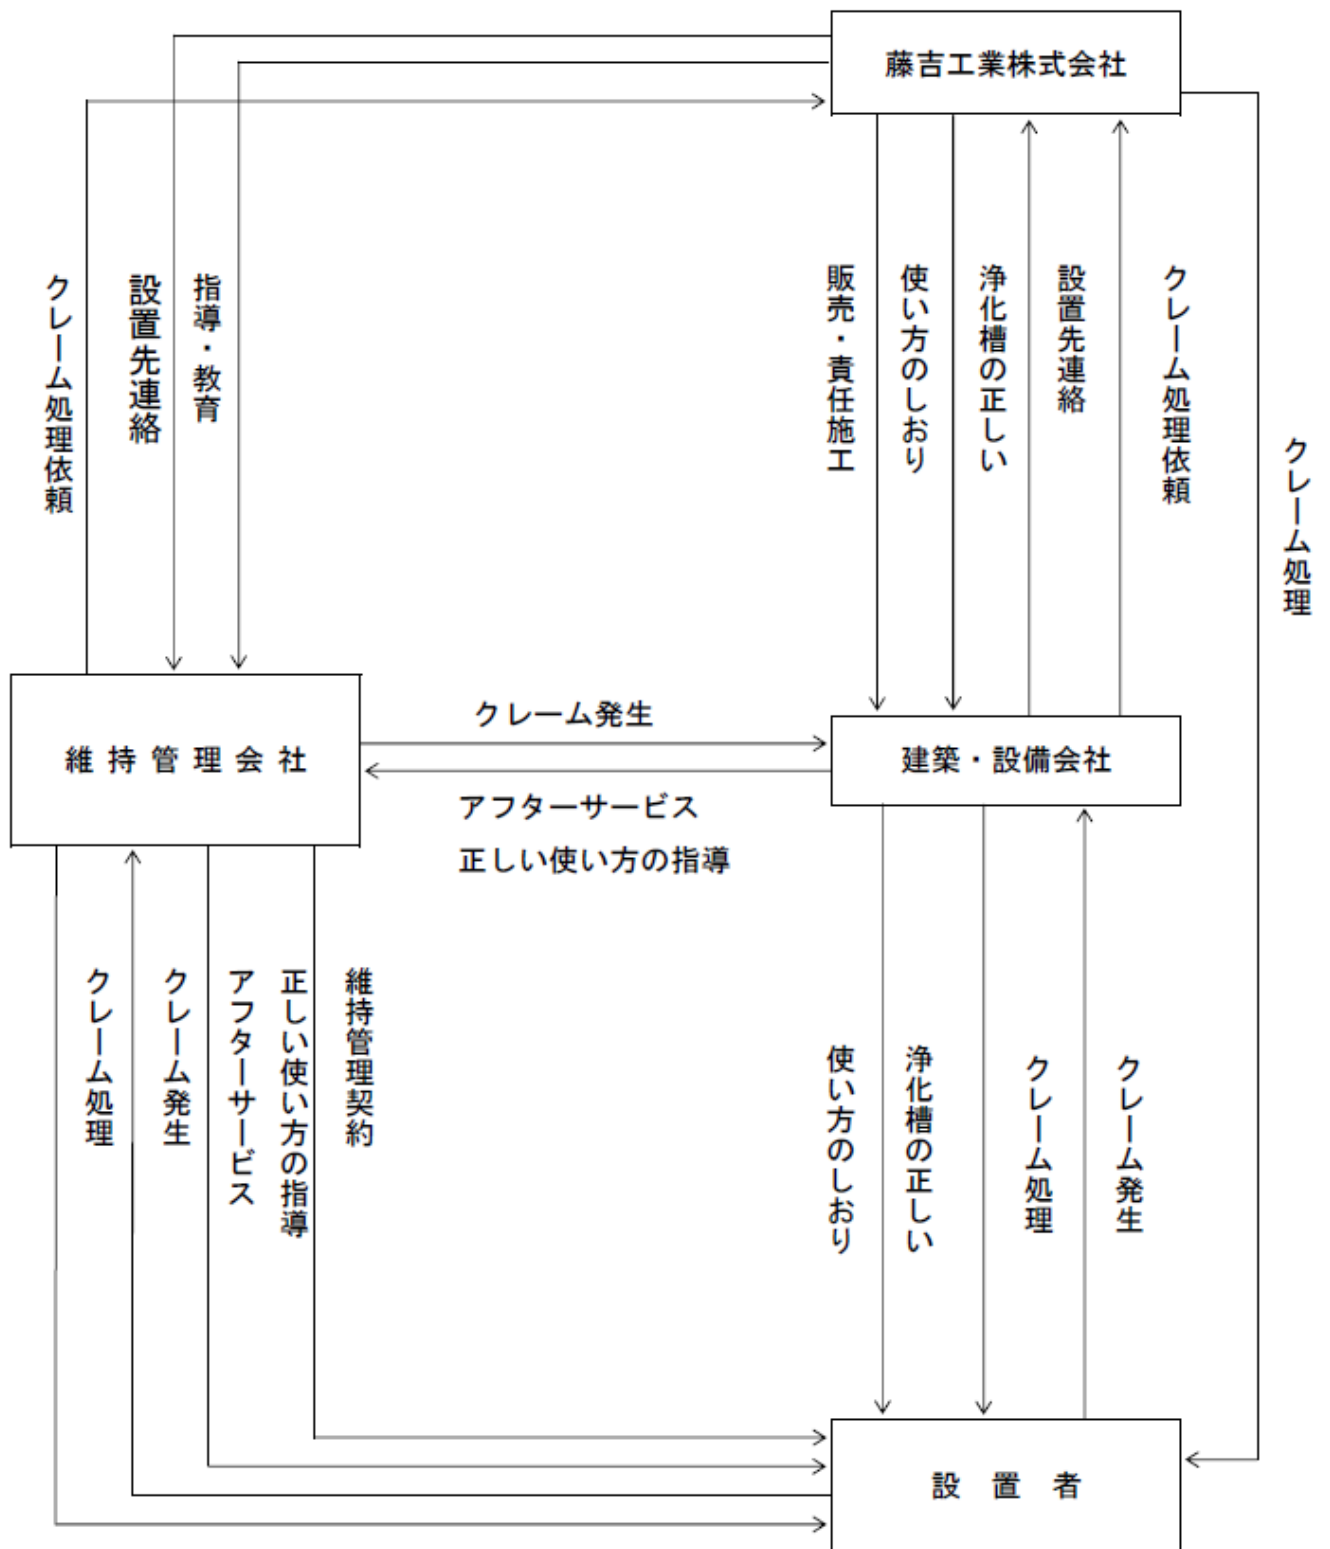 藤吉工業株式会社
クレーム処理依頼
設置先連絡
指導・教育
販売・責任施工
浄化槽の正しい
使い方のしおり
設置先連絡
クレーム処理依頼
クレーム処理
維持管理会社
クレーム発生
アフターサービス
正しい使い方の指導
建築・設備会社
クレーム処理
クレーム発生
アフターサービス
正しい使い方の指導
維持管理契約
浄化槽の正しい
使い方のしおり
クレーム処理
クレーム発生
設置者